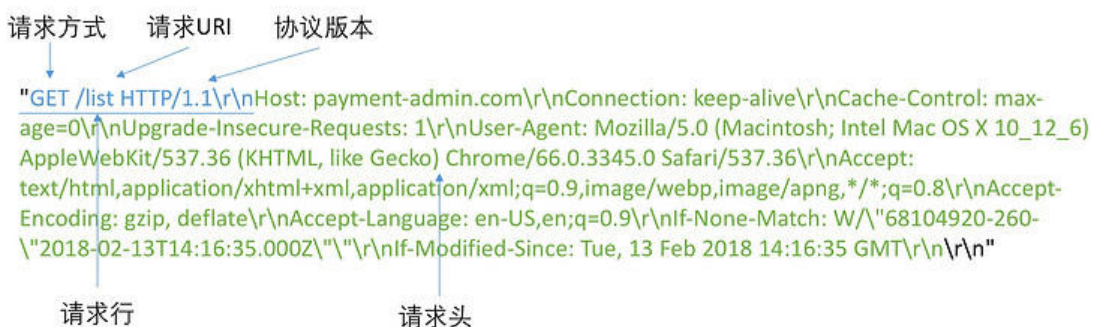 请求方式 请求URI 协议版本
"GET /list HTTP/1.1\r\nHost: payment-admin.com\r\nConnection: keep-alive\r\nCache-Control: max-
age=0\r\nUpgrade-Insecure-Requests: 1\r\nUser-Agent: Mozilla/5.0 (Macintosh; Intel Mac OS X 10_12_6)
AppleWebKit/537.36 (KHTML, like Gecko) Chrome/66.0.3345.0 Safari/537.36\r\nAccept:
text/html,application/xhtml+xml,application/xml;q=0.9,image/webp,image/apng,*/*;q=0.8\r\nAccept-
Encoding: gzip, deflate\r\nAccept-Language: en-US,en;q=0.9\r\nIf-None-Match: W/\"68104920-260-
\"2018-02-13T14:16:35.000Z\"\"\r\nIf-Modified-Since: Tue, 13 Feb 2018 14:16:35 GMT\r\n\r\n"
请求行 请求头